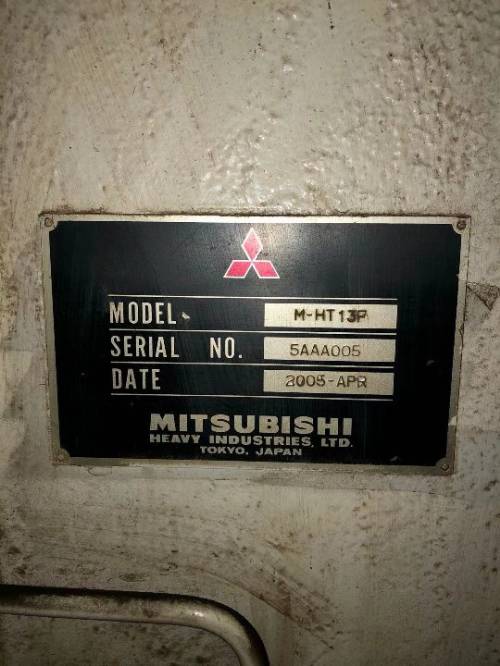 MODEL M-HT13P
SERIAL NO. 5AAA005
DATE 2005-APR
MITSUBISHI
HEAVY INDUSTRIES, LTD.
TOKYO, JAPAN